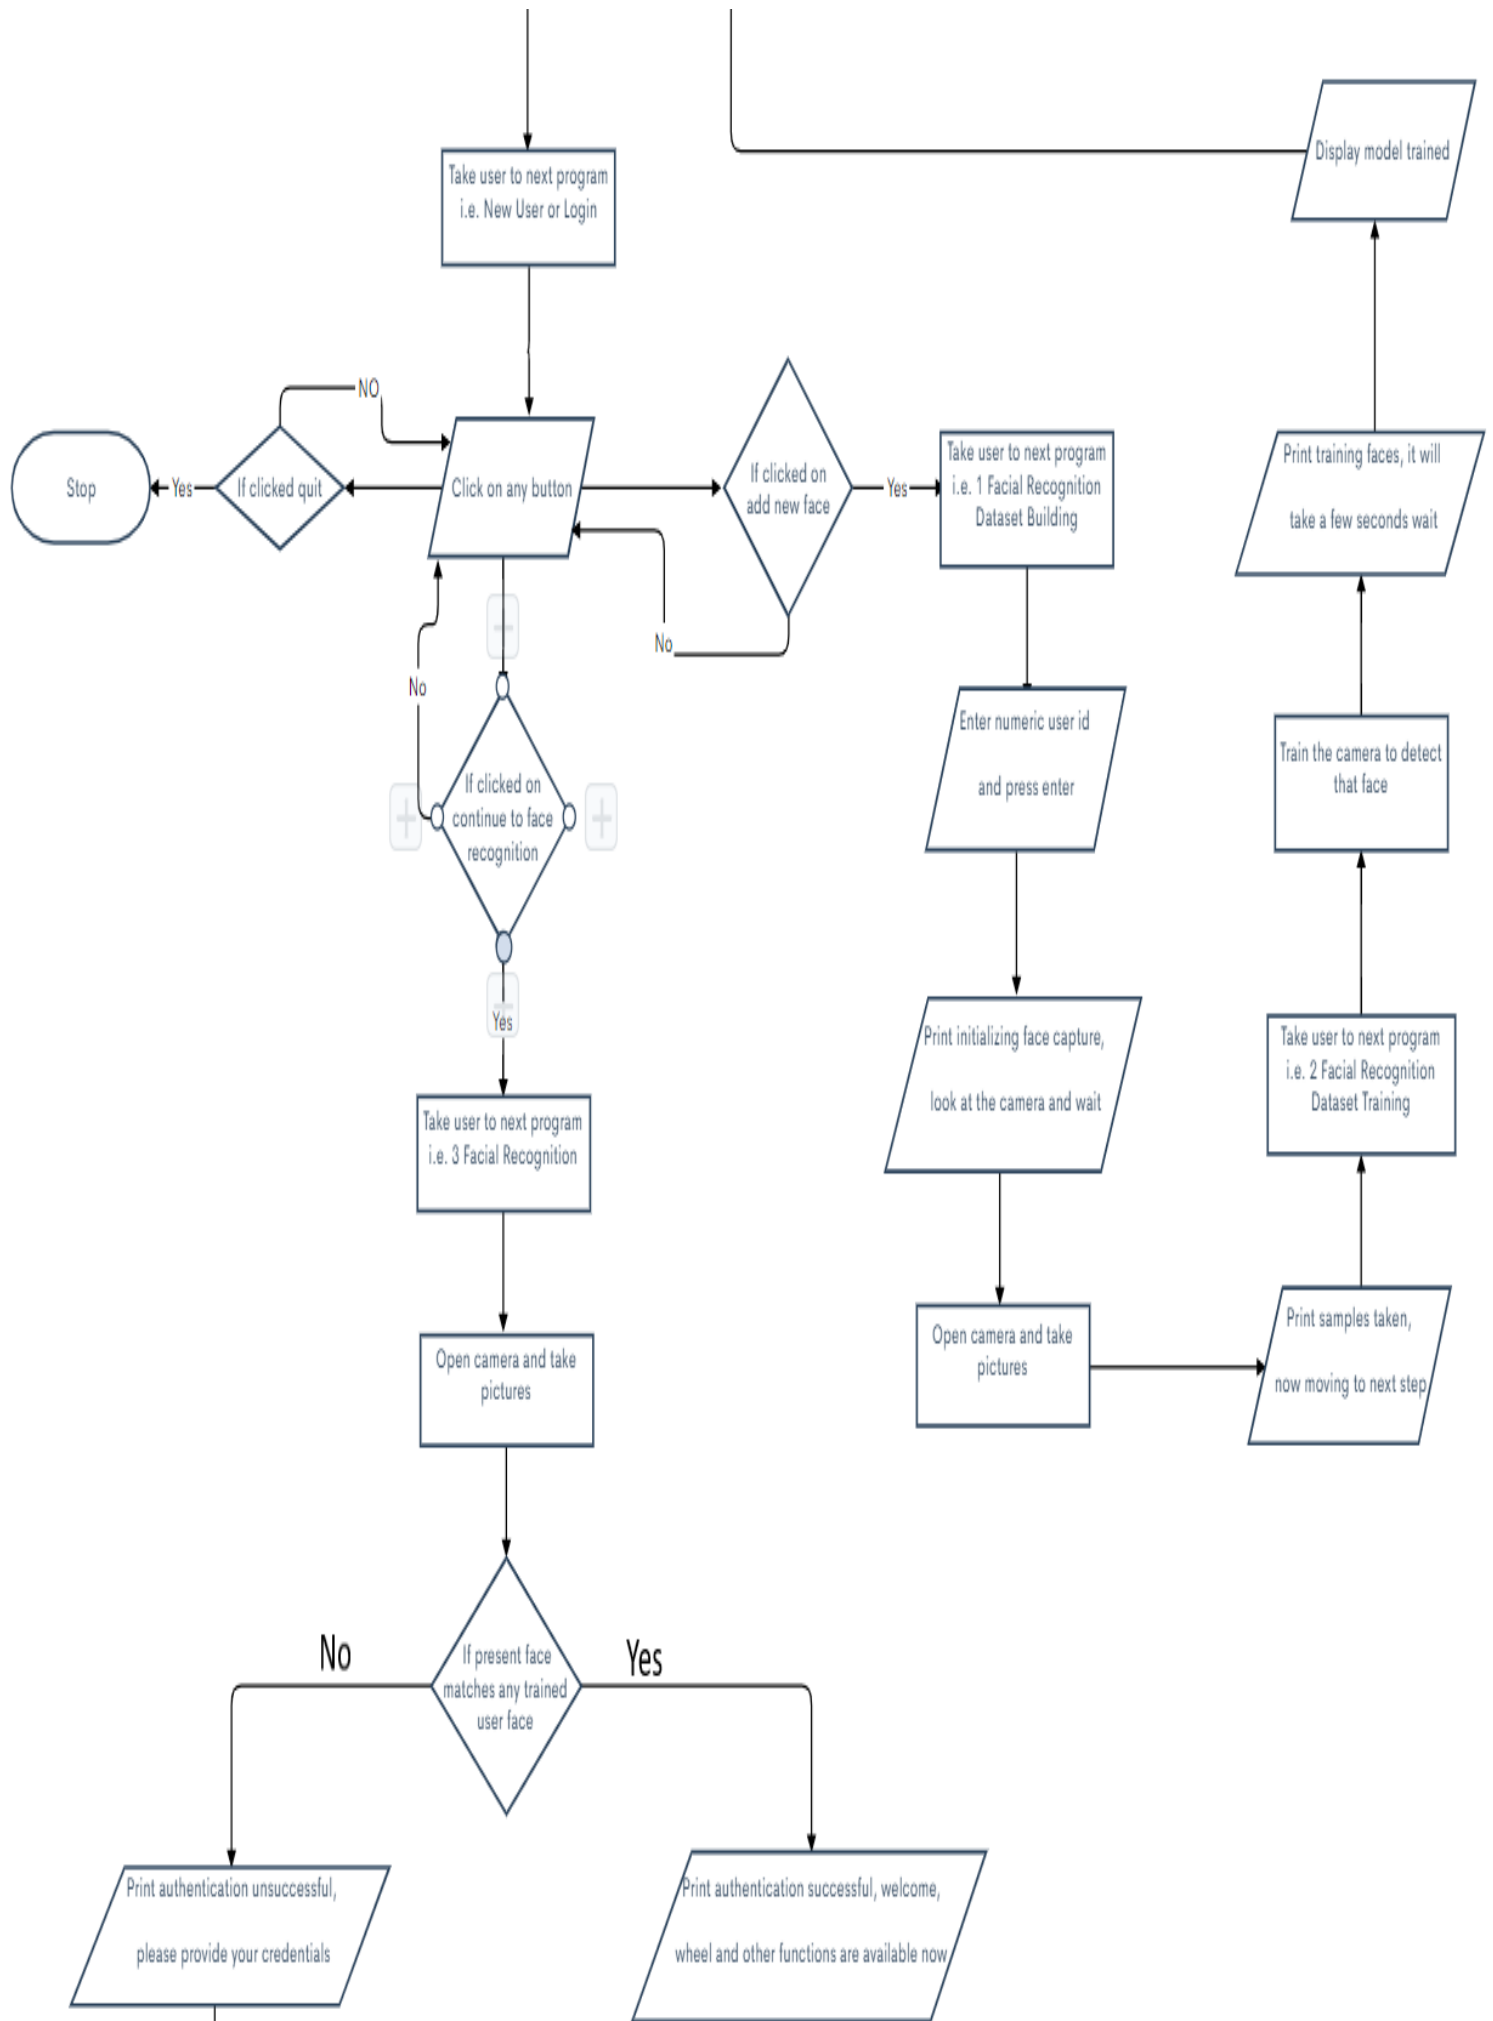 Take user to next program
i.e. New User or Login
Display model trained
NO
Stop
Yes
If clicked quit
Click on any button
If clicked on
add new face
Yes
Take user to next program
i.e. 1 Facial Recognition
Dataset Building
Print training faces, it will
take a few seconds wait
No
No
If clicked on
continue to face
recognition
Yes
Enter numeric user id
and press enter
Train the camera to detect
that face
Print initializing face capture,
look at the camera and wait
Take user to next program
i.e. 2 Facial Recognition
Dataset Training
Take user to next program
i.e. 3 Facial Recognition
Open camera and take
pictures
Open camera and take
pictures
Print samples taken,
now moving to next step
If present face
matches any trained
user face
No
Yes
Print authentication unsuccessful,
please provide your credentials
Print authentication successful, welcome,
wheel and other functions are available now